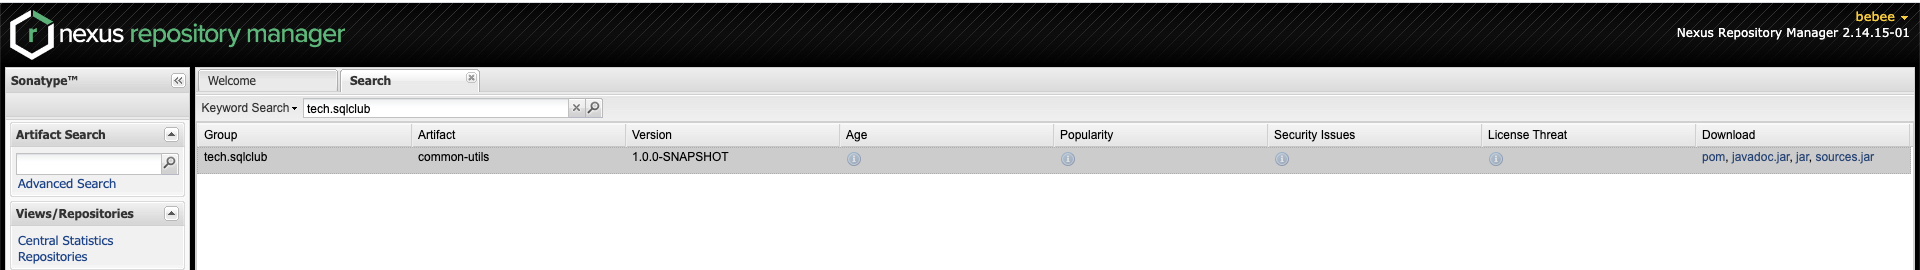 nexus repository manager
bebee
Nexus Repository Manager 2.14.15-01
Sonatype™
Welcome
Search
Keyword Search
tech.sqlclub
Artifact Search
Advanced Search
Views/Repositories
Central Statistics
Repositories
Group Artifact Version Age Popularity Security Issues License Threat Download
tech.sqlclub common-utils 1.0.0-SNAPSHOT pom, javadoc.jar, jar, sources.jar